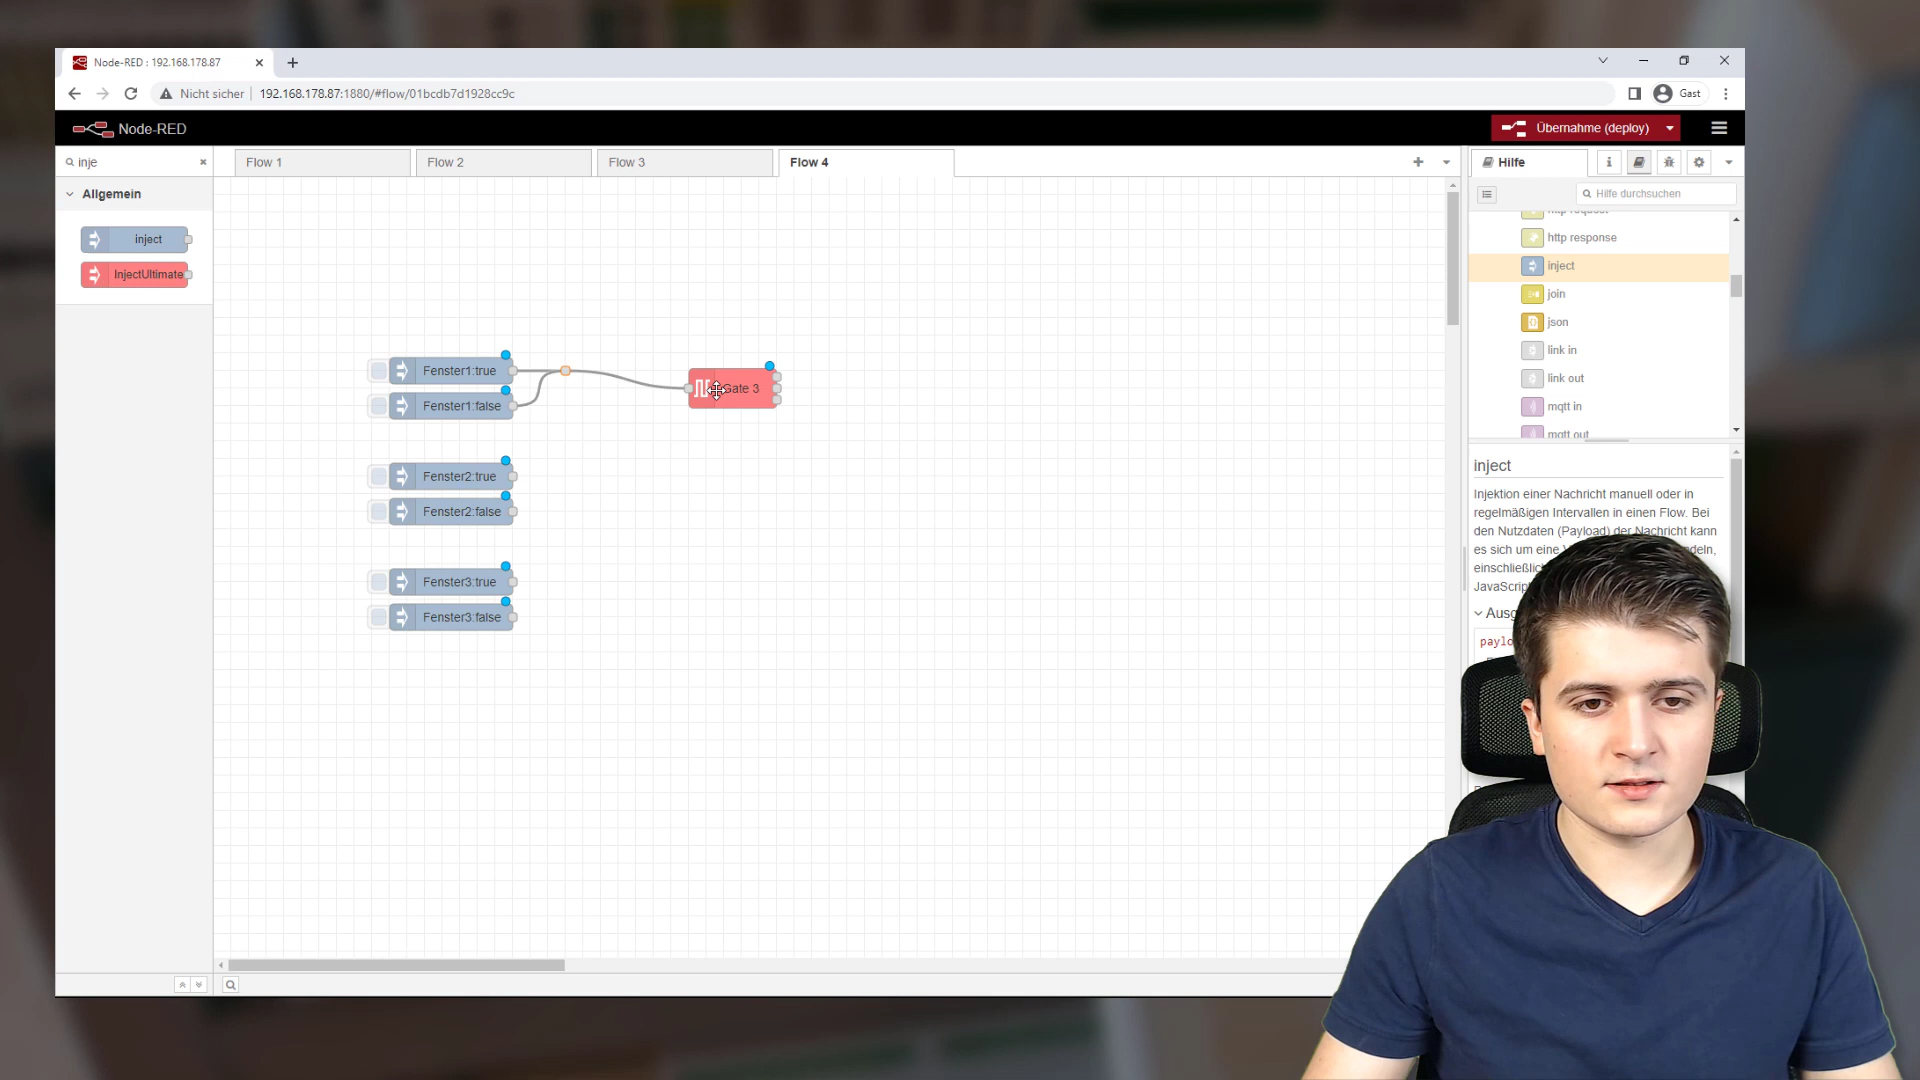 Node-RED : 192.168.178.87
Nicht sicher
192.168.178.87:1880/#flow/01bcdb7d1928cc9c
Gast
Node-RED
Übernahme (deploy)
inje
Flow 1
Flow 2
Flow 3
Flow 4
Hilfe
Allgemein
Hilfe durchsuchen
inject
InjectUltimate
http request
http response
inject
join
json
link in
link out
mqtt in
mqtt out
Fenster1:true
Fenster1:false
Gate 3
Fenster2:true
Fenster2:false
Fenster3:true
Fenster3:false
inject
Injektion einer Nachricht manuell oder in
regelmäßigen Intervallen in einen Flow. Bei
den Nutzdaten (Payload) der Nachricht kann
es sich um eine
JavaScript